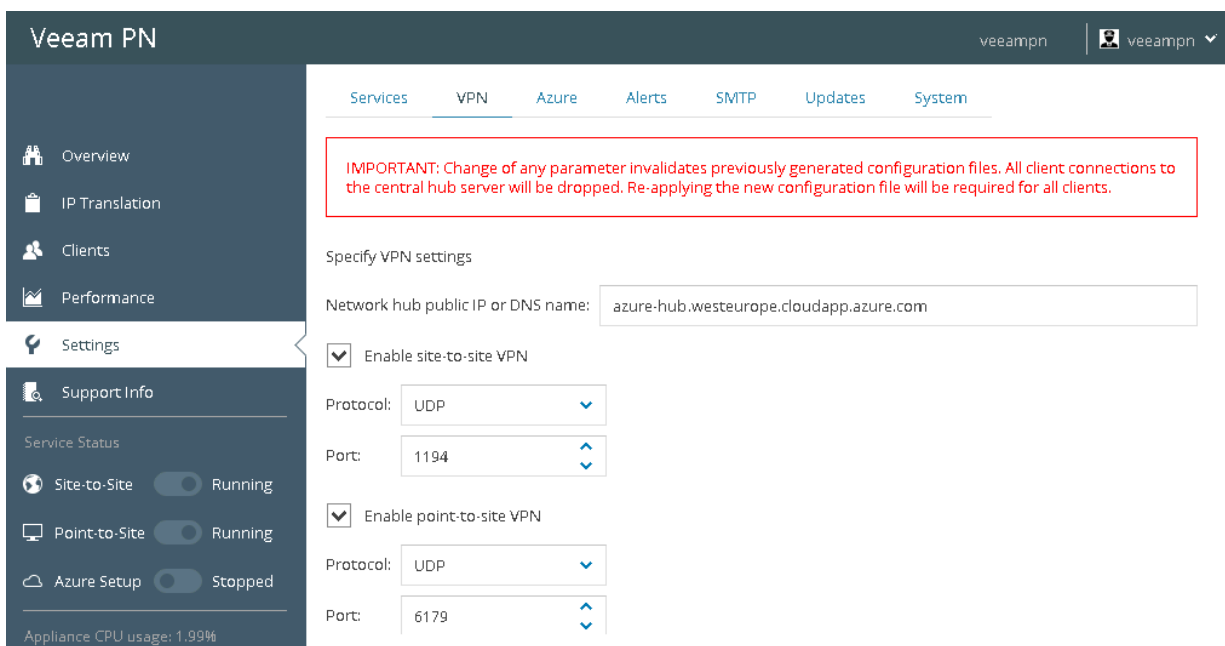 Veeam PN
veeampn
veeampn
Services VPN Azure Alerts SMTP Updates System
Overview
IP Translation
Clients
Performance
Settings
Support Info
Service Status
Site-to-Site Running
Point-to-Site Running
Azure Setup Stopped
Appliance CPU usage: 1.99%
IMPORTANT: Change of any parameter invalidates previously generated configuration files. All client connections to
the central hub server will be dropped. Re-applying the new configuration file will be required for all clients.
Specify VPN settings
Network hub public IP or DNS name: azure-hub.westeurope.cloudapp.azure.com
Enable site-to-site VPN
Protocol: UDP
Port: 1194
Enable point-to-site VPN
Protocol: UDP
Port: 6179